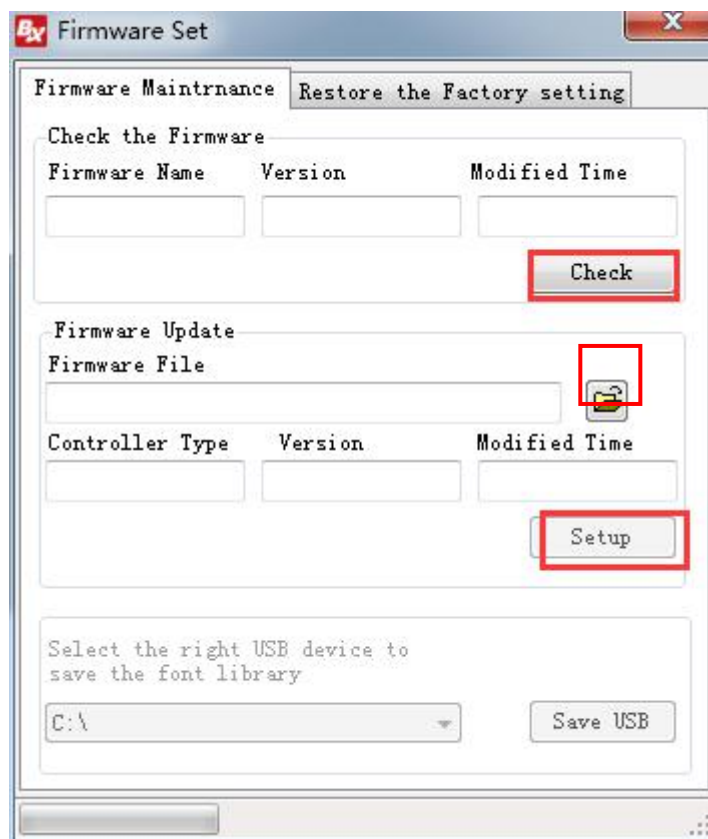 BX Firmware Set X
Firmware Maintrnance Restore the Factory setting
Check the Firmware
Firmware Name Version Modified Time
Check
Firmware Update
Firmware File
Controller Type Version Modified Time
Setup
Select the right USB device to
save the font library
C:\ Save USB